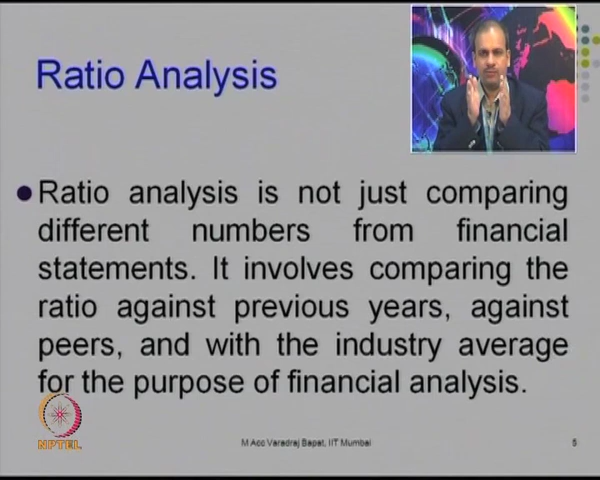 Ratio Analysis
Ratio analysis is not just comparing
different numbers from financial
statements. It involves comparing the
ratio against previous years, against
peers, and with the industry average
for the purpose of financial analysis.
NPTEL
M Acc Varadraj Bapat, IIT Mumbai
5